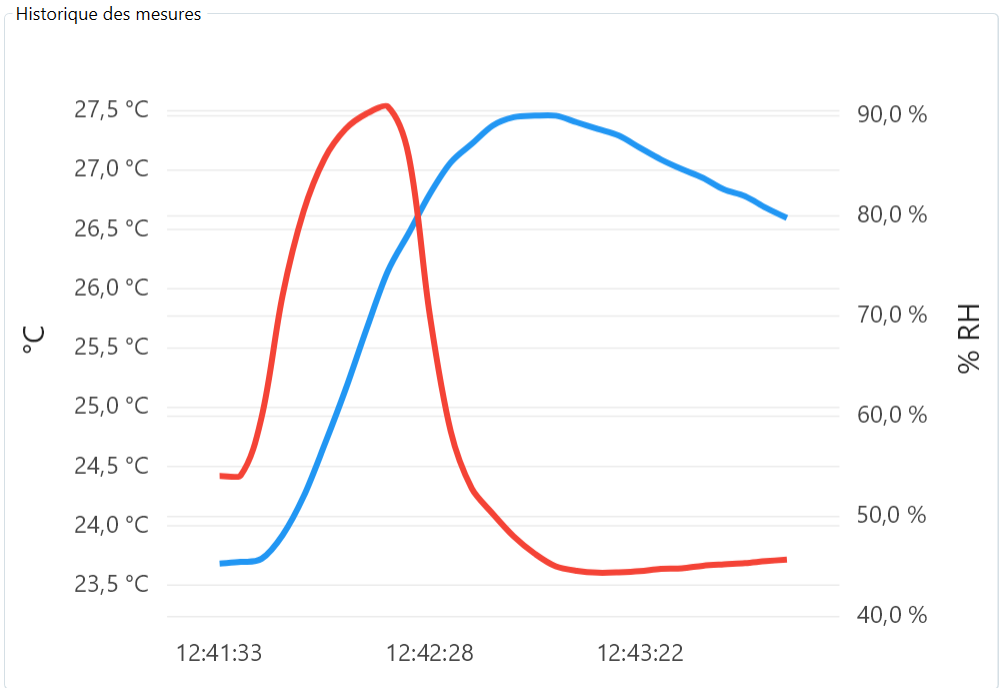 Historique des mesures
27,5 °C
27,0 °C
26,5 °C
26,0 °C
25,5 °C
25,0 °C
24,5 °C
24,0 °C
23,5 °C
°C
90,0 %
80,0 %
70,0 %
60,0 %
50,0 %
40,0 %
% RH
12:41:33
12:42:28
12:43:22